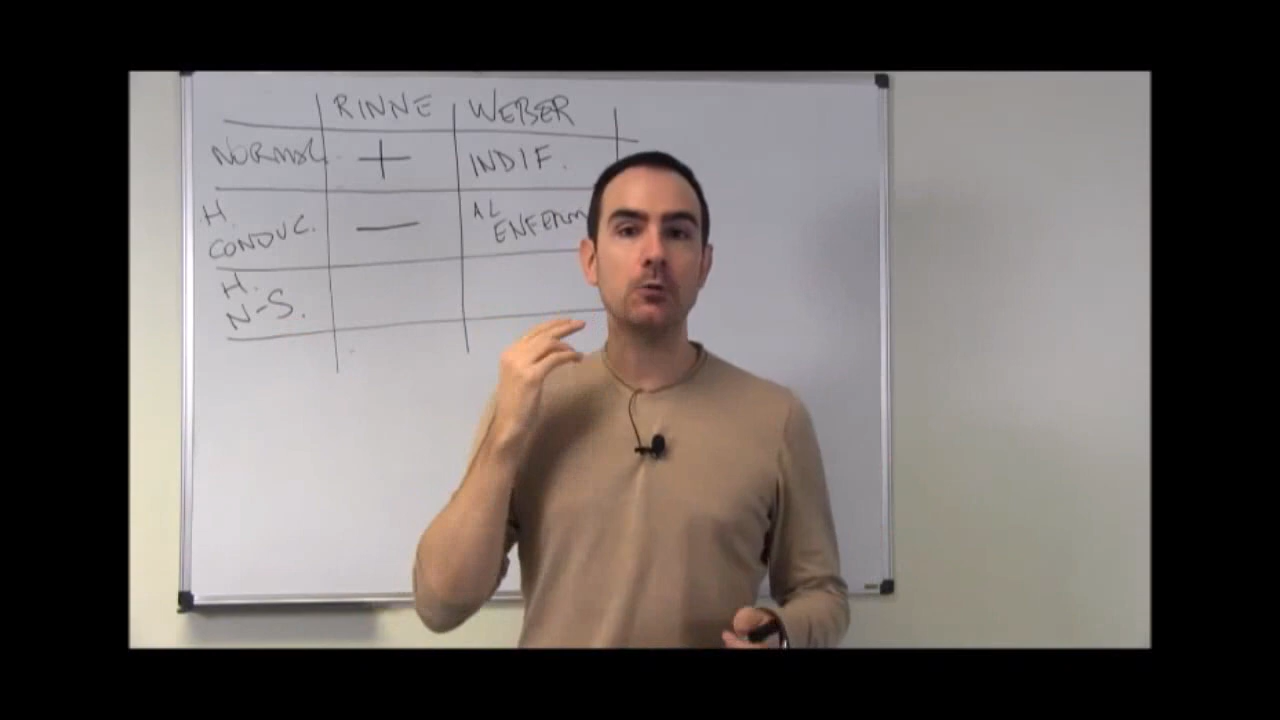 RINNE WEBER
NORMAL + INDIF.
H. - AL
CONDUC. ENFERM
H.
N-S.